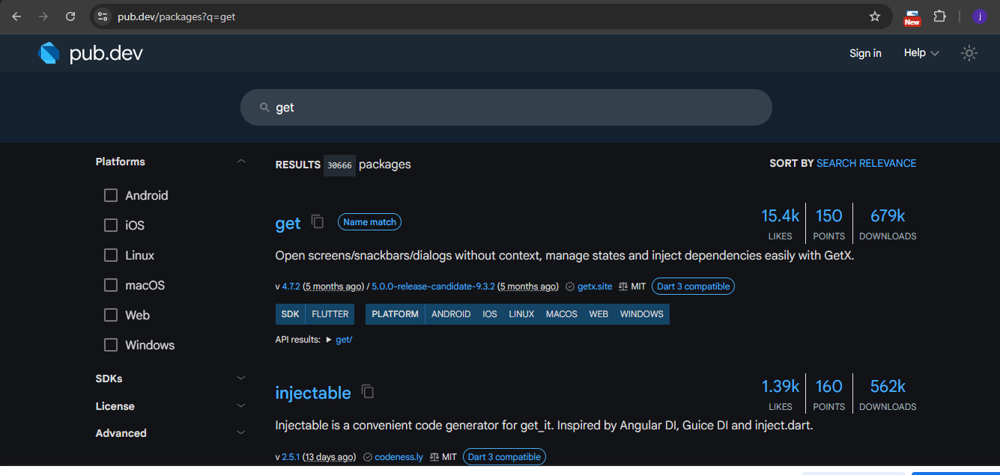 pub.dev/packages?q=get
New
j
pub.dev
Sign in
Help
get
Platforms
Android
iOS
Linux
macOS
Web
Windows
SDKs
License
Advanced
RESULTS 30666 packages
SORT BY SEARCH RELEVANCE
get
Name match
15.4k
LIKES
150
POINTS
679k
DOWNLOADS
Open screens/snackbars/dialogs without context, manage states and inject dependencies easily with GetX.
v 4.7.2 (5 months ago) / 5.0.0-release-candidate-9.3.2 (5 months ago) getx.site MIT Dart 3 compatible
SDK FLUTTER PLATFORM ANDROID IOS LINUX MACOS WEB WINDOWS
API results: ▶ get/
injectable
1.39k
LIKES
160
POINTS
562k
DOWNLOADS
Injectable is a convenient code generator for get_it. Inspired by Angular DI, Guice DI and inject.dart.
v 2.5.1 (13 days ago) codeness.ly MIT Dart 3 compatible